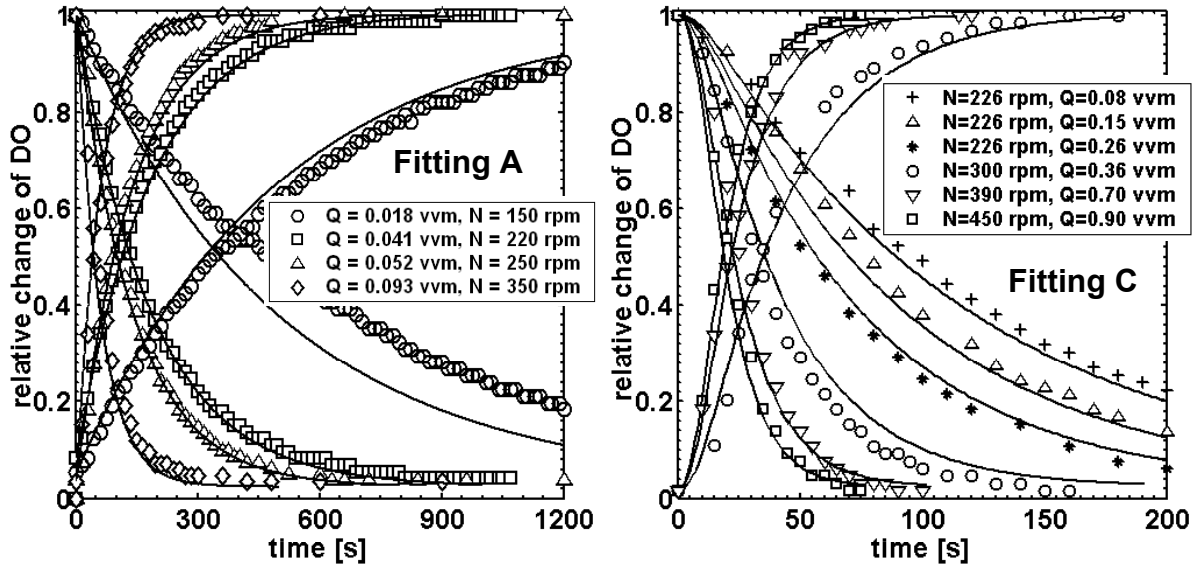 relative change of DO
1
0.8
0.6
0.4
0.2
0
0
300
600
900
1200
time [s]
Fitting A
Q = 0.018 vvm, N = 150 rpm
Q = 0.041 vvm, N = 220 rpm
Q = 0.052 vvm, N = 250 rpm
Q = 0.093 vvm, N = 350 rpm
relative change of DO
1
0.8
0.6
0.4
0.2
0
0
50
100
150
200
time [s]
N=226 rpm, Q=0.08 vvm
N=226 rpm, Q=0.15 vvm
N=226 rpm, Q=0.26 vvm
N=300 rpm, Q=0.36 vvm
N=390 rpm, Q=0.70 vvm
N=450 rpm, Q=0.90 vvm
Fitting C